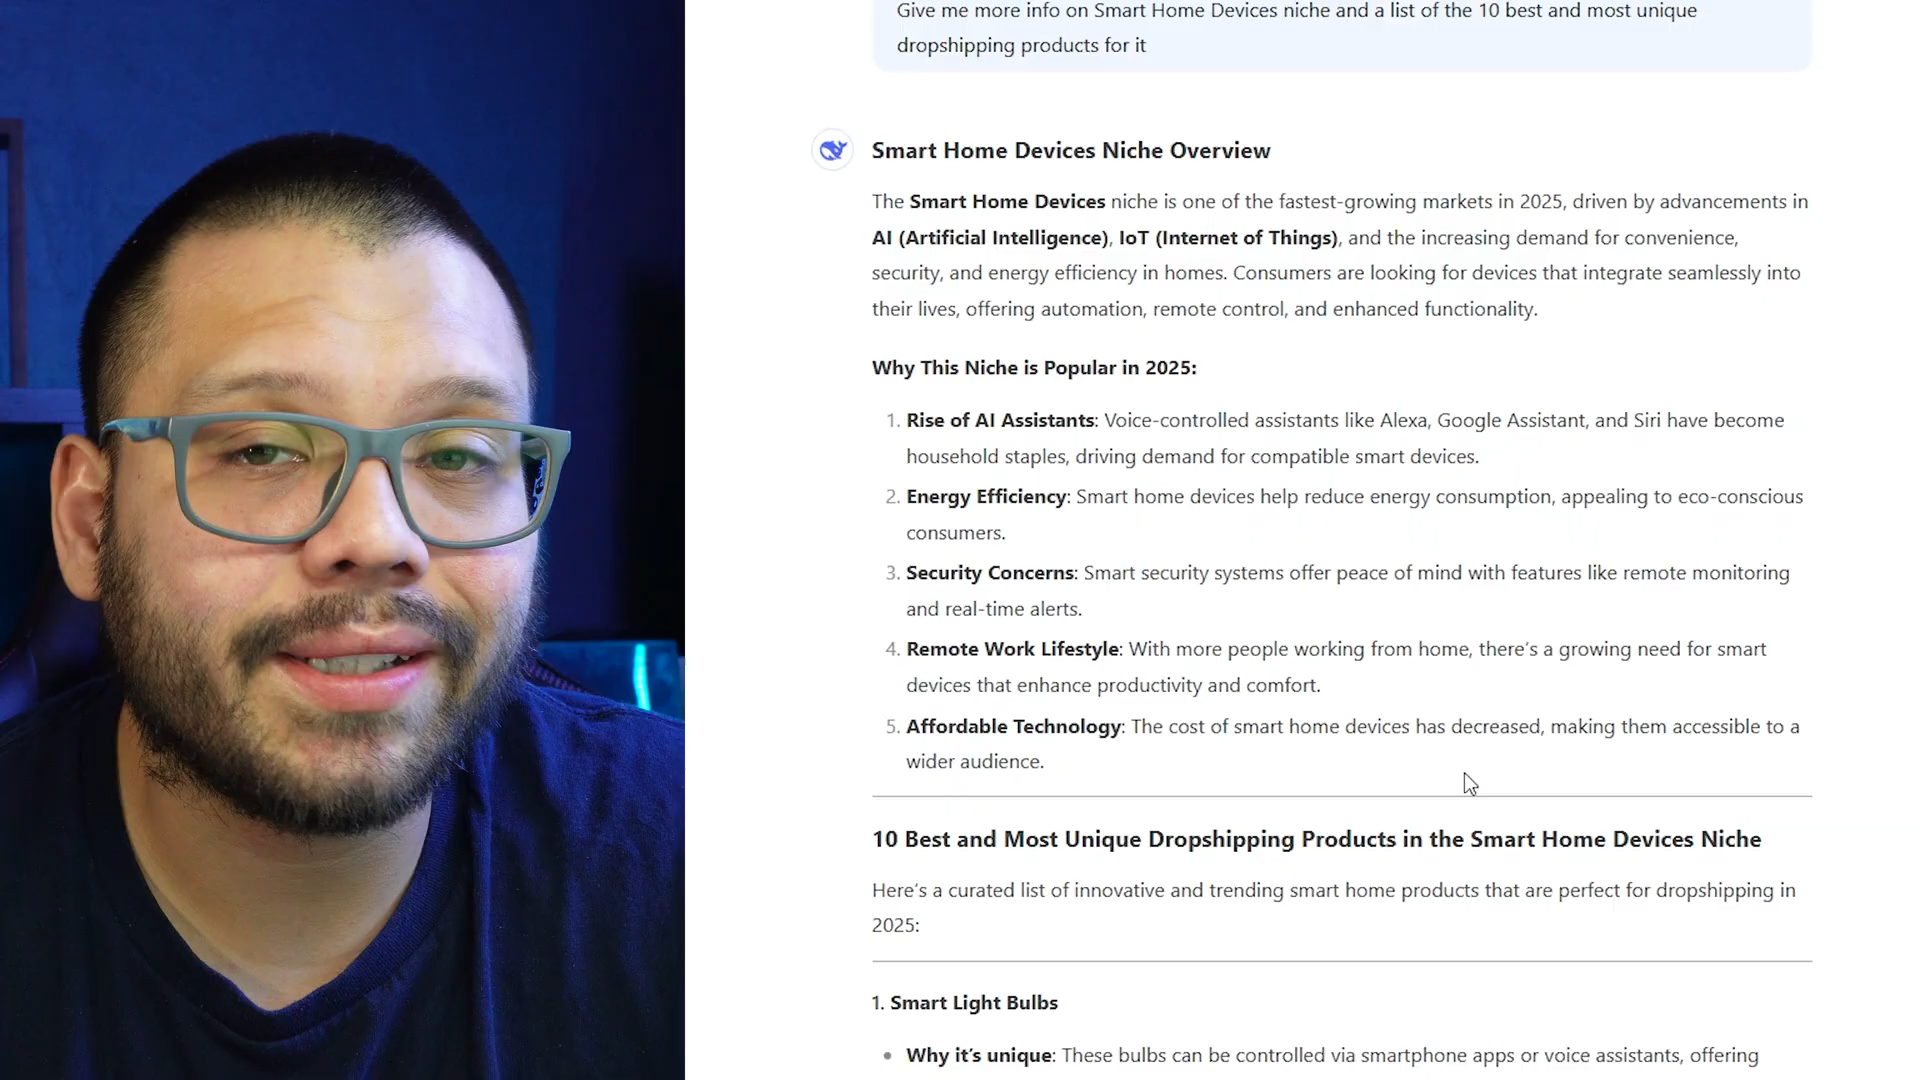 Give me more info on Smart Home Devices niche and a list of the 10 best and most unique
dropshipping products for it
Smart Home Devices Niche Overview
The Smart Home Devices niche is one of the fastest-growing markets in 2025, driven by advancements in
AI (Artificial Intelligence), IoT (Internet of Things), and the increasing demand for convenience,
security, and energy efficiency in homes. Consumers are looking for devices that integrate seamlessly into
their lives, offering automation, remote control, and enhanced functionality.
Why This Niche is Popular in 2025:
1. Rise of AI Assistants: Voice-controlled assistants like Alexa, Google Assistant, and Siri have become
household staples, driving demand for compatible smart devices.
2. Energy Efficiency: Smart home devices help reduce energy consumption, appealing to eco-conscious
consumers.
3. Security Concerns: Smart security systems offer peace of mind with features like remote monitoring
and real-time alerts.
4. Remote Work Lifestyle: With more people working from home, there's a growing need for smart
devices that enhance productivity and comfort.
5. Affordable Technology: The cost of smart home devices has decreased, making them accessible to a
wider audience.
10 Best and Most Unique Dropshipping Products in the Smart Home Devices Niche
Here's a curated list of innovative and trending smart home products that are perfect for dropshipping in
2025:
1. Smart Light Bulbs
• Why it's unique: These bulbs can be controlled via smartphone apps or voice assistants, offering